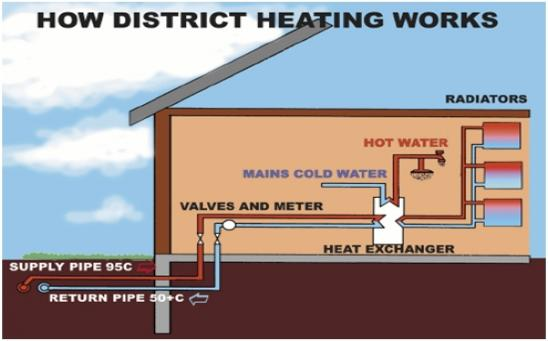 HOW DISTRICT HEATING WORKS
RADIATORS
HOT WATER
MAINS COLD WATER
VALVES AND METER
HEAT EXCHANGER
SUPPLY PIPE 95C
RETURN PIPE 50+C